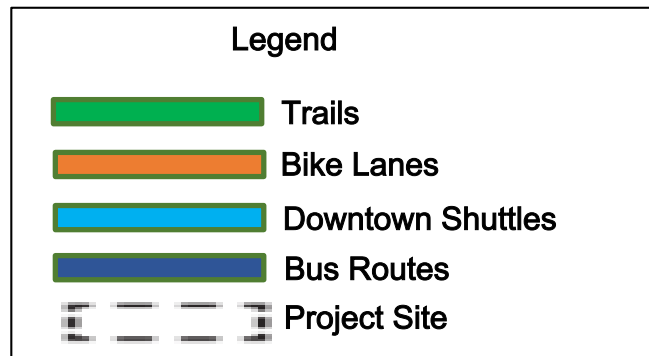 Legend
Trails
Bike Lanes
Downtown Shuttles
Bus Routes
Project Site